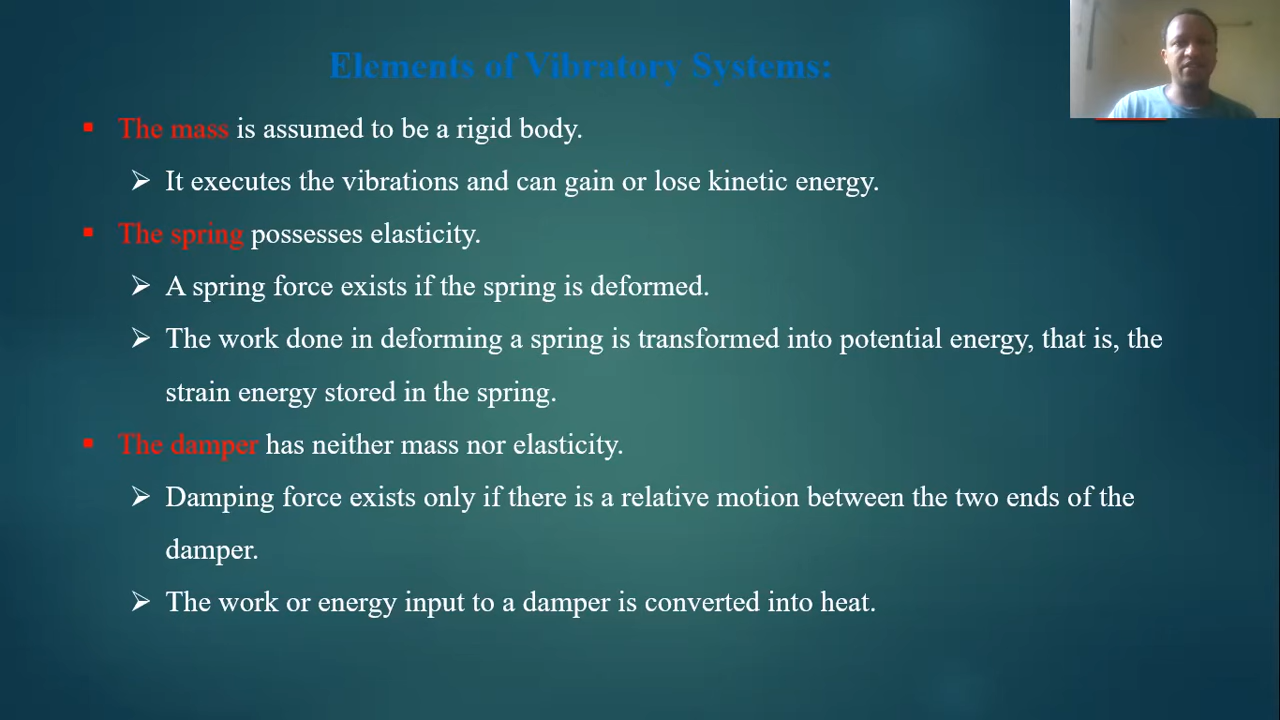 Elements of Vibratory Systems:
▪ The mass is assumed to be a rigid body.
➢ It executes the vibrations and can gain or lose kinetic energy.
▪ The spring possesses elasticity.
➢ A spring force exists if the spring is deformed.
➢ The work done in deforming a spring is transformed into potential energy, that is, the
strain energy stored in the spring.
▪ The damper has neither mass nor elasticity.
➢ Damping force exists only if there is a relative motion between the two ends of the
damper.
➢ The work or energy input to a damper is converted into heat.